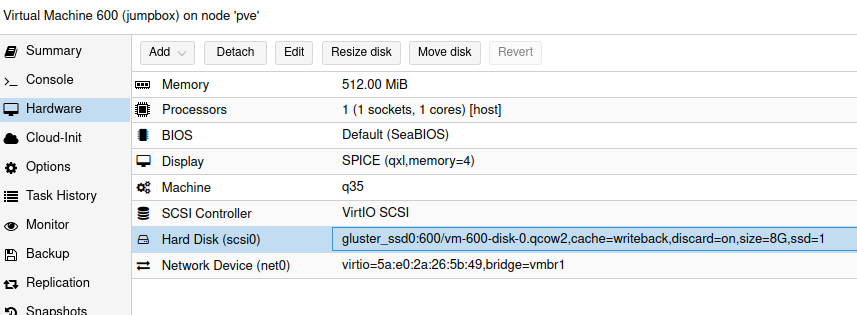 Virtual Machine 600 (jumpbox) on node 'pve'
Summary
Console
Hardware
Cloud-Init
Options
Task History
Monitor
Backup
Replication
Snapshots
Add Detach Edit Resize disk Move disk Revert
Memory 512.00 MiB
Processors 1 (1 sockets, 1 cores) [host]
BIOS Default (SeaBIOS)
Display SPICE (qxl,memory=4)
Machine q35
SCSI Controller VirtIO SCSI
Hard Disk (scsi0) gluster_ssd0:600/vm-600-disk-0.qcow2,cache=writeback,discard=on,size=8G,ssd=1
Network Device (net0) virtio=5a:e0:2a:26:5b:49,bridge=vmbr1